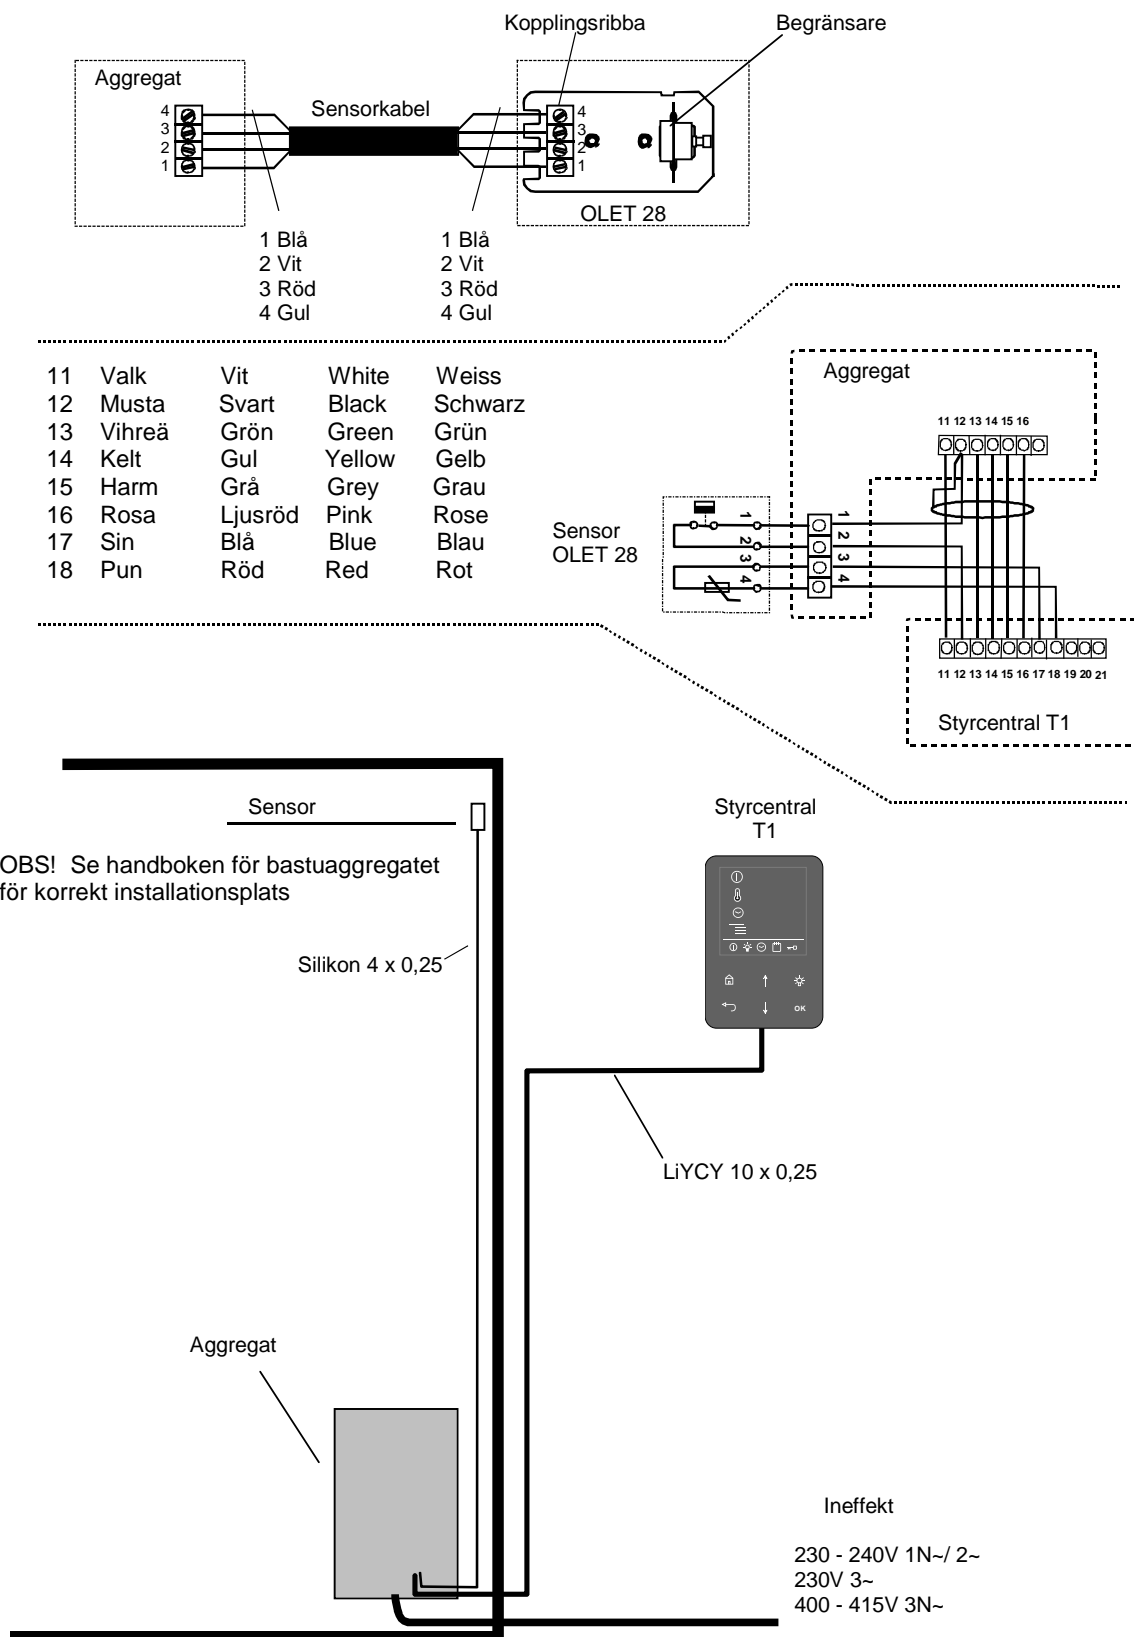 Kopplingsribba Begränsare
Aggregat
Sensorkabel
4 4
3 3
2 2
1 1
OLET 28
1 Blå 1 Blå
2 Vit 2 Vit
3 Röd 3 Röd
4 Gul 4 Gul
11 Valk Vit White Weiss
12 Musta Svart Black Schwarz
13 Vihreä Grön Green Grün
14 Kelt Gul Yellow Gelb
15 Harm Grå Grey Grau
16 Rosa Ljusröd Pink Rose
17 Sin Blå Blue Blau
18 Pun Röd Red Rot
Aggregat
11 12 13 14 15 16
Sensor
OLET 28
1 1
2 2
3 3
4 4
11 12 13 14 15 16 17 18 19 20 21
Styrcentral T1
Sensor
OBS! Se handboken för bastuaggregatet
för korrekt installationsplats
Styrcentral
T1
OK
Silikon 4 x 0,25
LiYCY 10 x 0,25
Aggregat
Ineffekt
230 - 240V 1N~/ 2~
230V 3~
400 - 415V 3N~